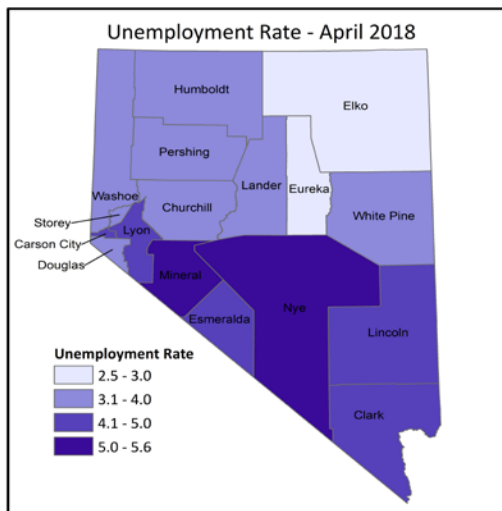 Unemployment Rate - April 2018
Humboldt
Elko
Pershing
Lander
Eureka
Washoe
Churchill
White Pine
Storey
Lyon
Carson City
Douglas
Mineral
Nye
Esmeralda
Lincoln
Clark
Unemployment Rate
2.5 - 3.0
3.1 - 4.0
4.1 - 5.0
5.0 - 5.6